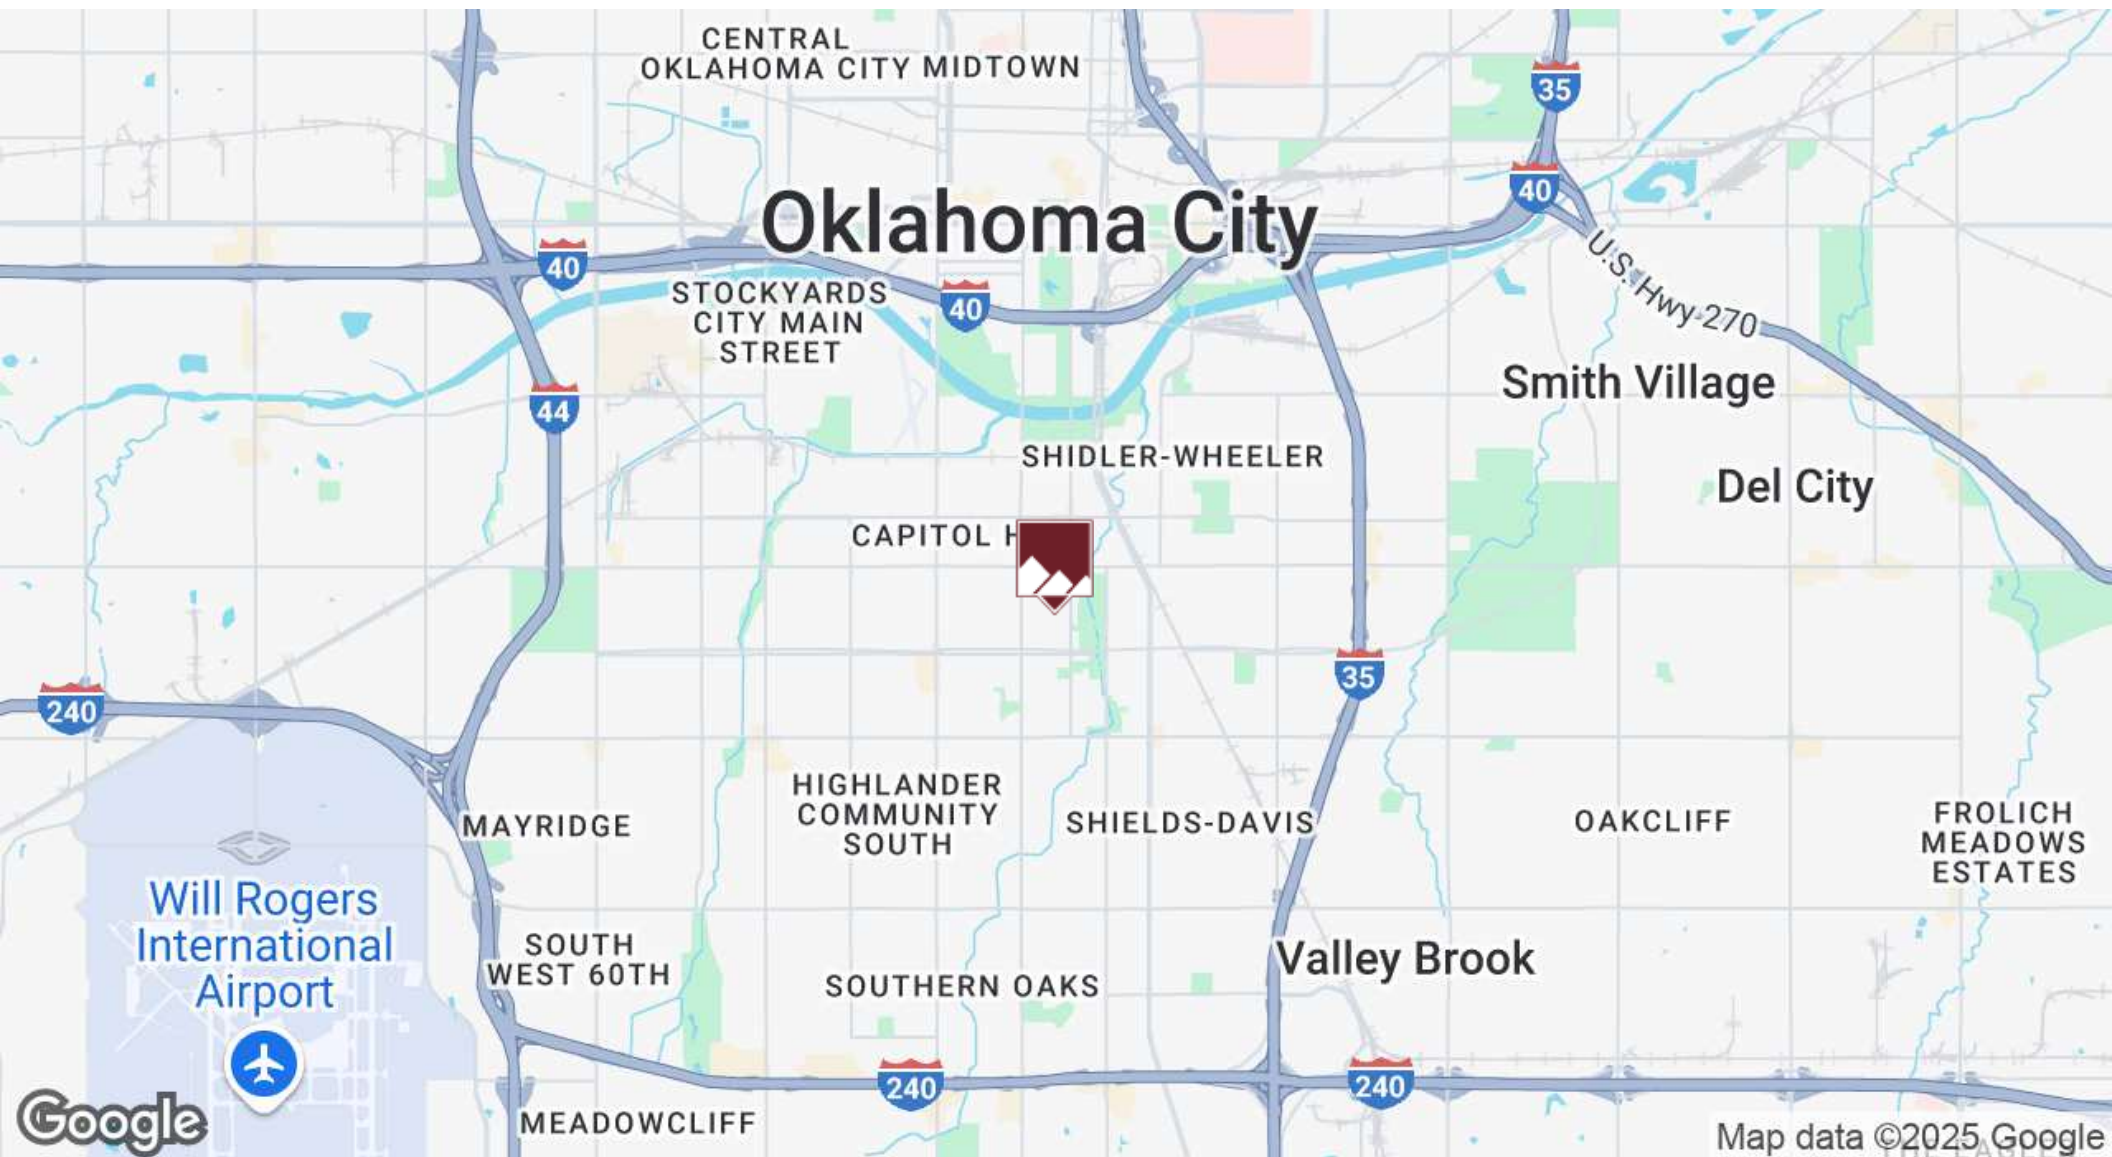 CENTRAL
OKLAHOMA CITY
MIDTOWN
35
40
Oklahoma City
U.S. Hwy 270
40
STOCKYARDS
CITY MAIN
STREET
40
Smith Village
44
SHIDLER-WHEELER
Del City
CAPITOL H
35
240
HIGHLANDER
COMMUNITY
SOUTH
MAYRIDGE
SHIELDS-DAVIS
OAKCLIFF
FROLICH
MEADOWS
ESTATES
Will Rogers
International
Airport
SOUTH
WEST 60TH
SOUTHERN OAKS
Valley Brook
240
240
Google
MEADOWCLIFF
Map data ©2025 Google